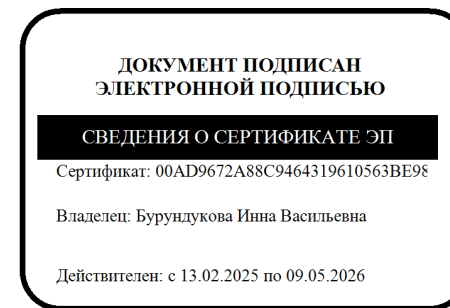 ДОКУМЕНТ ПОДПИСАН
ЭЛЕКТРОННОЙ ПОДПИСЬЮ
СВЕДЕНИЯ О СЕРТИФИКАТЕ ЭП
Сертификат: 00AD9672A88C9464319610563BE98
Владелец: Бурундукова Инна Васильевна
Действителен: с 13.02.2025 по 09.05.2026